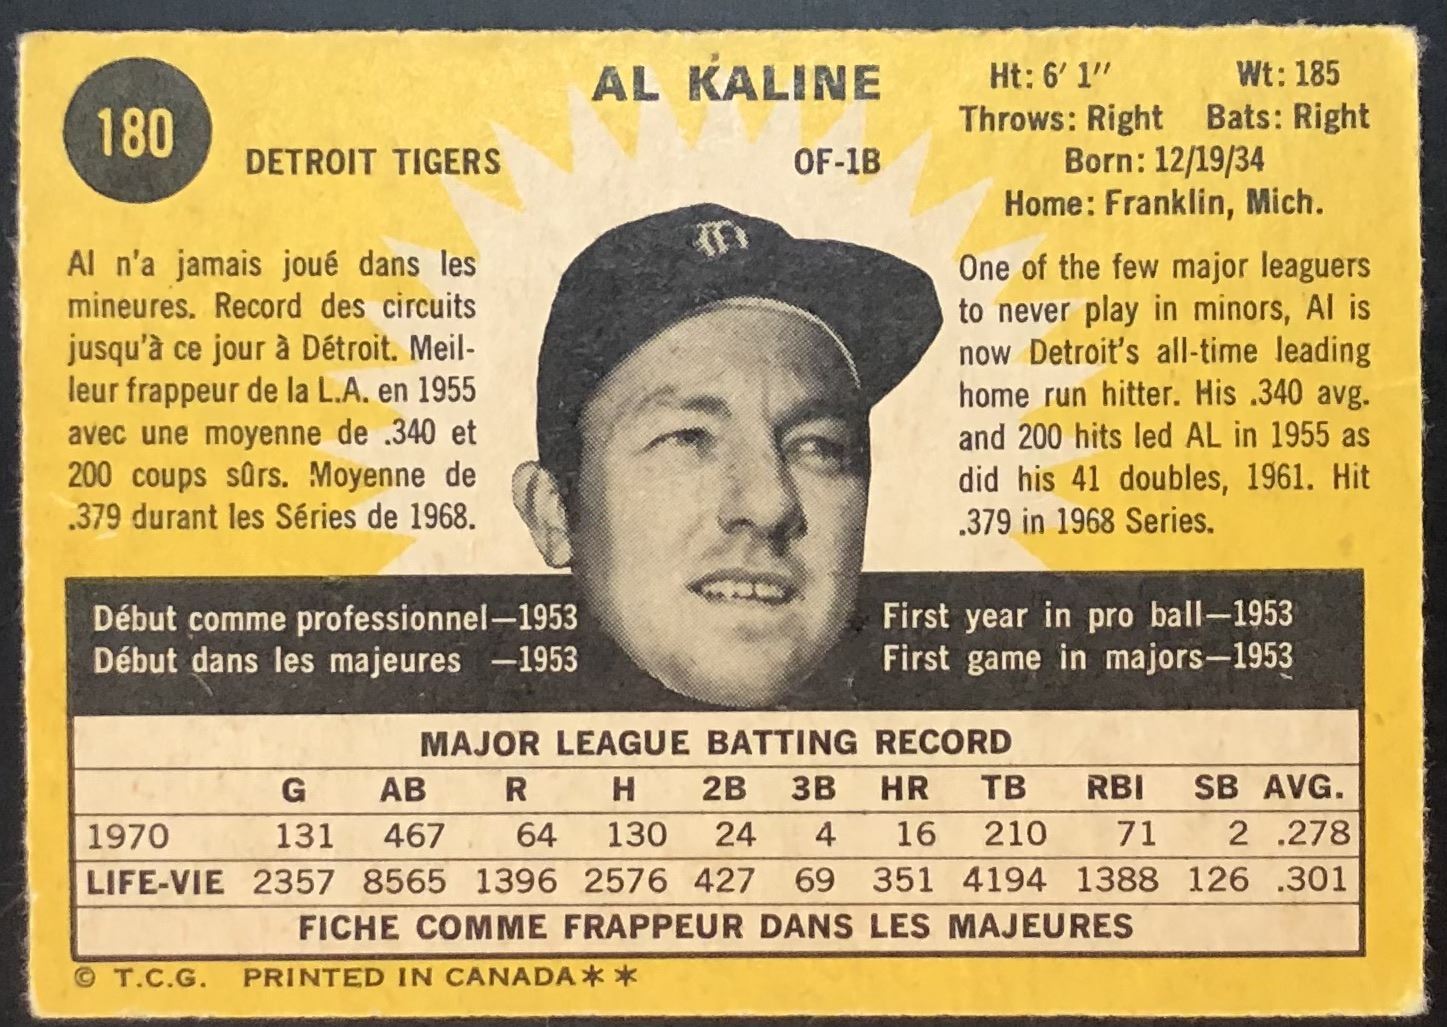 180
AL KALINE
DETROIT TIGERS OF-1B
Ht: 6′ 1″ Wt: 185
Throws: Right Bats: Right
Born: 12/19/34
Home: Franklin, Mich.
Al n'a jamais joué dans les
mineures. Record des circuits
jusqu'à ce jour à Détroit. Meil-
leur frappeur de la L.A. en 1955
avec une moyenne de .340 et
200 coups sûrs. Moyenne de
.379 durant les Séries de 1968.
One of the few major leaguers
to never play in minors, Al is
now Detroit's all-time leading
home run hitter. His .340 avg.
and 200 hits led AL in 1955 as
did his 41 doubles, 1961. Hit
.379 in 1968 Series.
Début comme professionnel—1953
Début dans les majeures —1953
First year in pro ball—1953
First game in majors—1953
MAJOR LEAGUE BATTING RECORD
G AB R H 2B 3B HR TB RBI SB AVG.
1970 131 467 64 130 24 4 16 210 71 2 .278
LIFE-VIE 2357 8565 1396 2576 427 69 351 4194 1388 126 .301
FICHE COMME FRAPPEUR DANS LES MAJEURES
© T.C.G. PRINTED IN CANADA**